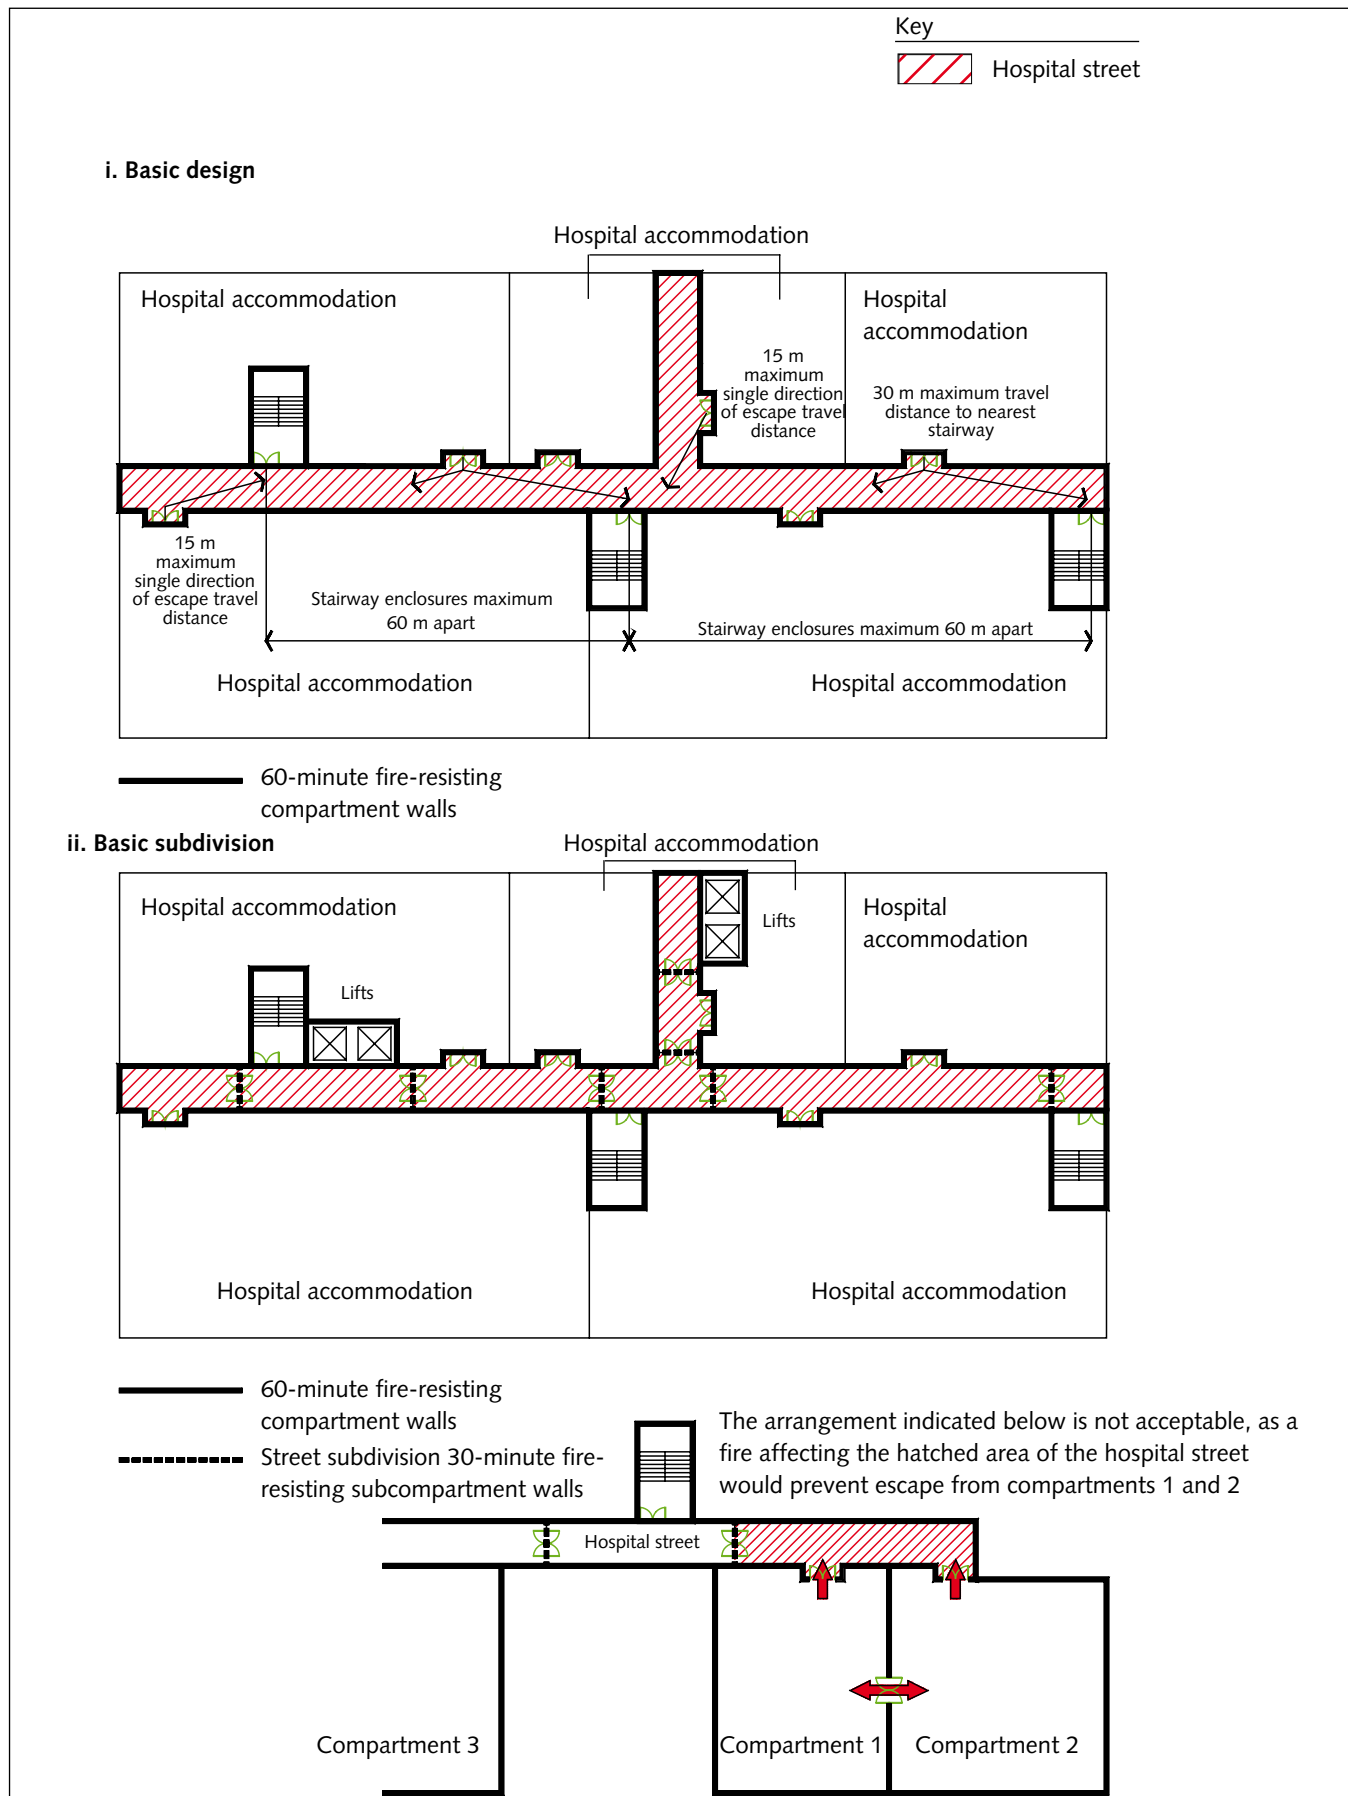 Key
Hospital street
i. Basic design
Hospital accommodation
Hospital accommodation
Hospital
accommodation
15 m
maximum
single direction
of escape travel
distance
30 m maximum travel
distance to nearest
stairway
15 m
maximum
single direction
of escape travel
distance
Stairway enclosures maximum
60 m apart
Stairway enclosures maximum 60 m apart
Hospital accommodation
Hospital accommodation
60-minute fire-resisting
compartment walls
ii. Basic subdivision
Hospital accommodation
Hospital accommodation
Hospital
accommodation
Lifts
Lifts
Hospital accommodation
Hospital accommodation
60-minute fire-resisting
compartment walls
Street subdivision 30-minute fire-
resisting subcompartment walls
The arrangement indicated below is not acceptable, as a
fire affecting the hatched area of the hospital street
would prevent escape from compartments 1 and 2
Hospital street
Compartment 3
Compartment 1
Compartment 2